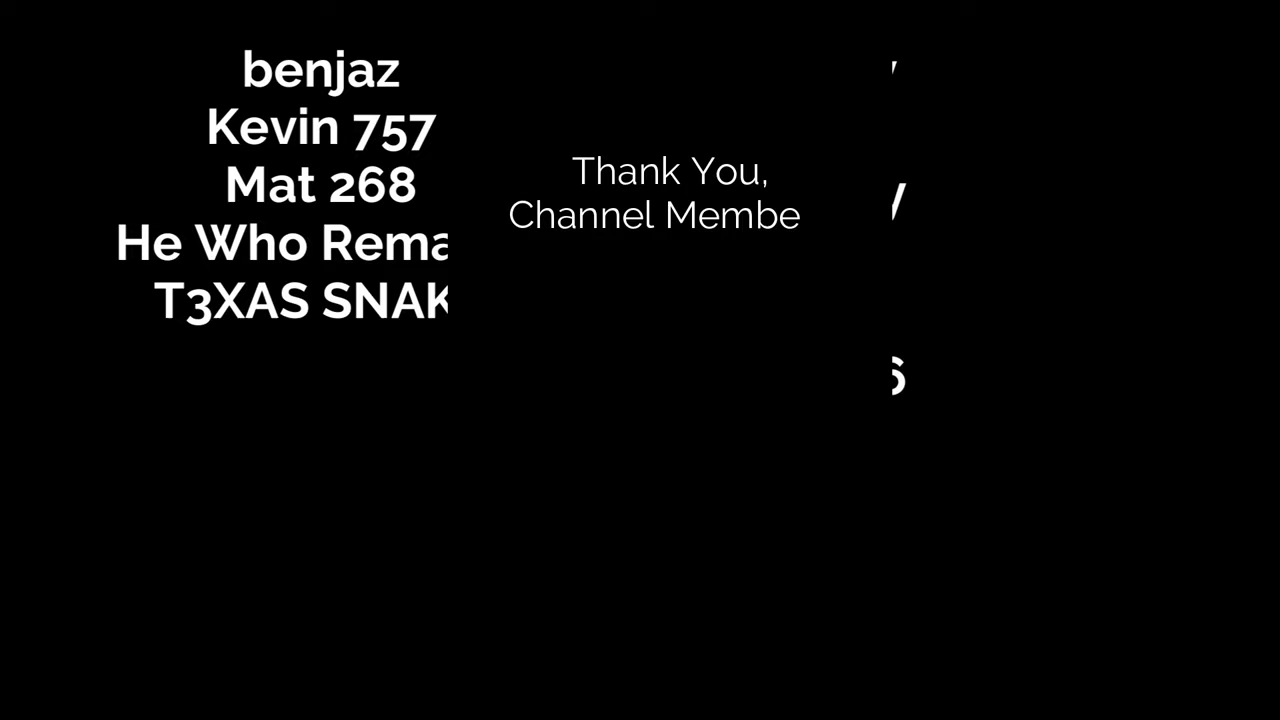 benjaz
Kevin 757
Mat 268
He Who Rema
T3XAS SNAK
Thank You,
Channel Membe